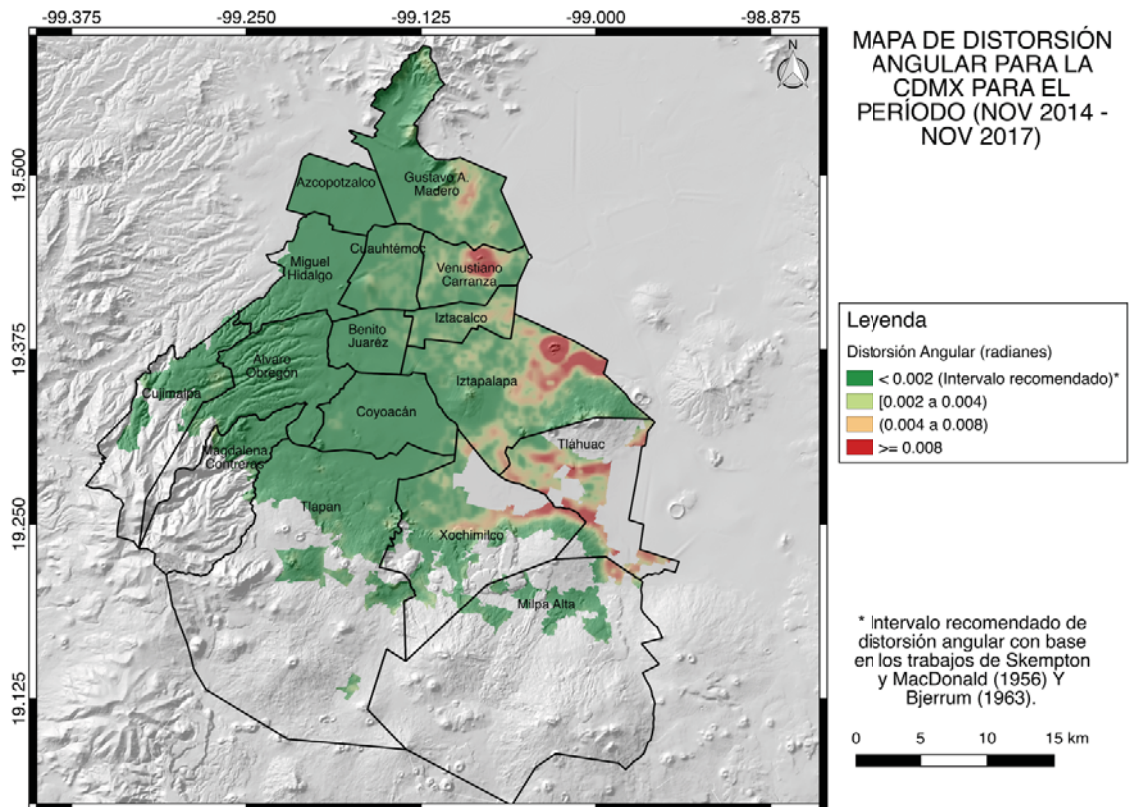 -99.375
-99.250
-99.125
-99.000
-98.875
N
MAPA DE DISTORSIÓN
ANGULAR PARA LA
CDMX PARA EL
PERÍODO (NOV 2014 -
NOV 2017)
19.500
19.375
19.250
19.125
Azcopotzalco
Gustavo A.
Madero
Cuauhtémoc
Miguel
Hidalgo
Venustiano
Carranza
Iztacalco
Benito
Juaréz
Alvaro
Obregón
Iztapalapa
Cujimalpa
Coyoacán
Magdalena
Contreras
Tláhuac
Tlapan
Xochimilco
Milpa Alta
Leyenda
Distorsión Angular (radianes)
< 0.002 (Intervalo recomendado)*
[0.002 a 0.004)
(0.004 a 0.008)
>= 0.008
* Intervalo recomendado de
distorsión angular con base
en los trabajos de Skempton
y MacDonald (1956) Y
Bjerrum (1963).
0 5 10 15 km